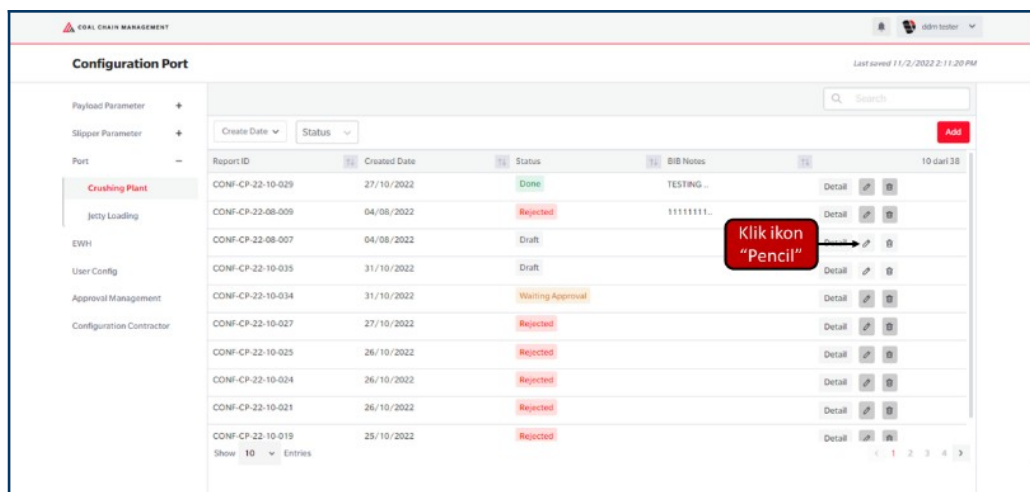 COAL CHAIN MANAGEMENT
ddm tester
Configuration Port
Last saved 11/2/2022 2:11:20 PM
Payload Parameter +
Search
Slipper Parameter +
Create Date
Status
Add
Port −
Report ID Created Date Status BIB Notes 10 dari 38
Crushing Plant
CONF-CP-22-10-029 27/10/2022 Done TESTING ... Detail
Jetty Loading
CONF-CP-22-08-009 04/08/2022 Rejected 11111111... Detail
EWH
CONF-CP-22-08-007 04/08/2022 Draft
Klik ikon
"Pencil"
User Config
CONF-CP-22-10-035 31/10/2022 Draft Detail
Approval Management
CONF-CP-22-10-034 31/10/2022 Waiting Approval Detail
Configuration Contractor
CONF-CP-22-10-027 27/10/2022 Rejected Detail
CONF-CP-22-10-025 26/10/2022 Rejected Detail
CONF-CP-22-10-024 26/10/2022 Rejected Detail
CONF-CP-22-10-021 26/10/2022 Rejected Detail
CONF-CP-22-10-019 25/10/2022 Rejected Detail
Show 10 Entries
< 1 2 3 4 >